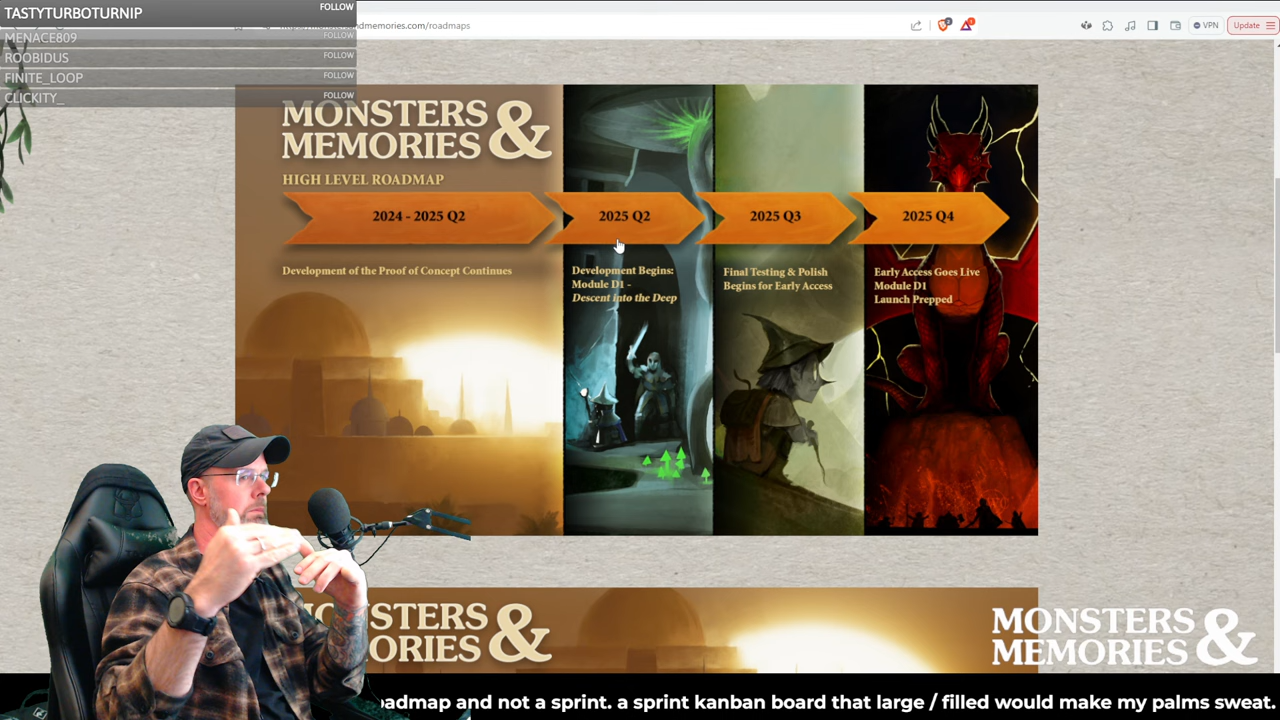 TASTYTURBOTURNIP FOLLOW
MENACE809 FOLLOW
ROOBIDUS FOLLOW
FINITE_LOOP FOLLOW
CLICKITY_ FOLLOW
andmemories.com/roadmaps
VPN
Update
MONSTERS &
MEMORIES
HIGH LEVEL ROADMAP
2024 - 2025 Q2
2025 Q2
2025 Q3
2025 Q4
Development of the Proof of Concept Continues
Development Begins:
Module D1 -
Descent into the Deep
Final Testing & Polish
Begins for Early Access
Early Access Goes Live
Module D1
Launch Prepped
MONSTERS &
MEMORIES
MONSTERS &
MEMORIES
oadmap and not a sprint. a sprint kanban board that large / filled would make my palms sweat.